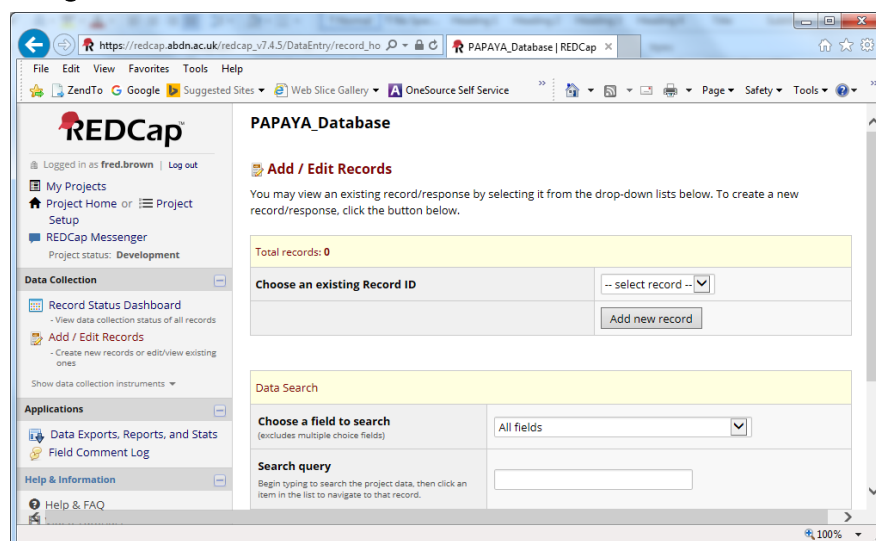 https://redcap.abdn.ac.uk/redcap_v7.4.5/DataEntry/record_ho
PAPAYA_Database | REDCap
File Edit View Favorites Tools Help
ZendTo Google Suggested Sites Web Slice Gallery OneSource Self Service Page Safety Tools
REDCap
Logged in as fred.brown | Log out
My Projects
Project Home or Project
Setup
REDCap Messenger
Project status: Development
Data Collection
Record Status Dashboard
- View data collection status of all records
Add / Edit Records
- Create new records or edit/view existing
ones
Show data collection instruments
Applications
Data Exports, Reports, and Stats
Field Comment Log
Help & Information
Help & FAQ
PAPAYA_Database
Add / Edit Records
You may view an existing record/response by selecting it from the drop-down lists below. To create a new
record/response, click the button below.
Total records: 0
Choose an existing Record ID
-- select record --
Add new record
Data Search
Choose a field to search
(excludes multiple choice fields)
All fields
Search query
Begin typing to search the project data, then click an
item in the list to navigate to that record.
100%